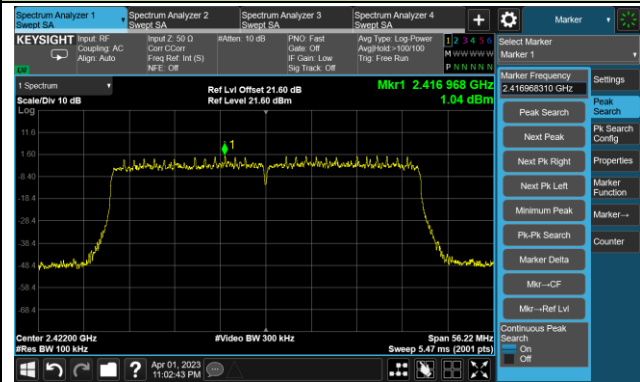 Spectrum Analyzer 1
Swept SA
Spectrum Analyzer 2
Swept SA
Spectrum Analyzer 3
Swept SA
Spectrum Analyzer 4
Swept SA
+
Marker
KEYSIGHT
Input: RF
Coupling: AC
Align: Auto
Input Z: 50 Ω
Corr CCorr
Freq Ref: Int (S)
NFE: Off
#Atten: 10 dB
PNO: Fast
Gate: Off
IF Gain: Low
Sig Track: Off
Avg Type: Log-Power
Avg|Hold >100/100
Trig: Free Run
1 2 3 4 5 6
M W W W W W
P N N N N N
LNI
Select Marker
Marker 1
1 Spectrum
Scale/Div 10 dB
Log
Ref Lvl Offset 21.60 dB
Ref Level 21.60 dBm
Mkr1 2.416 968 GHz
1.04 dBm
11.6
1.60
-8.40
-18.4
-28.4
-38.4
-48.4
-58.4
-68.4
1
Center 2.42200 GHz
#Res BW 100 kHz
#Video BW 300 kHz
Span 56.22 MHz
Sweep 5.47 ms (2001 pts)
Marker Frequency
2.416968310 GHz
Peak Search
Next Peak
Next Pk Right
Next Pk Left
Minimum Peak
Pk-Pk Search
Marker Delta
Mkr→CF
Mkr→Ref Lvl
Continuous Peak
Search
On
Off
Settings
Peak
Search
Pk Search
Config
Properties
Marker
Function
Marker→
Counter
?
Apr 01, 2023
11:02:43 PM